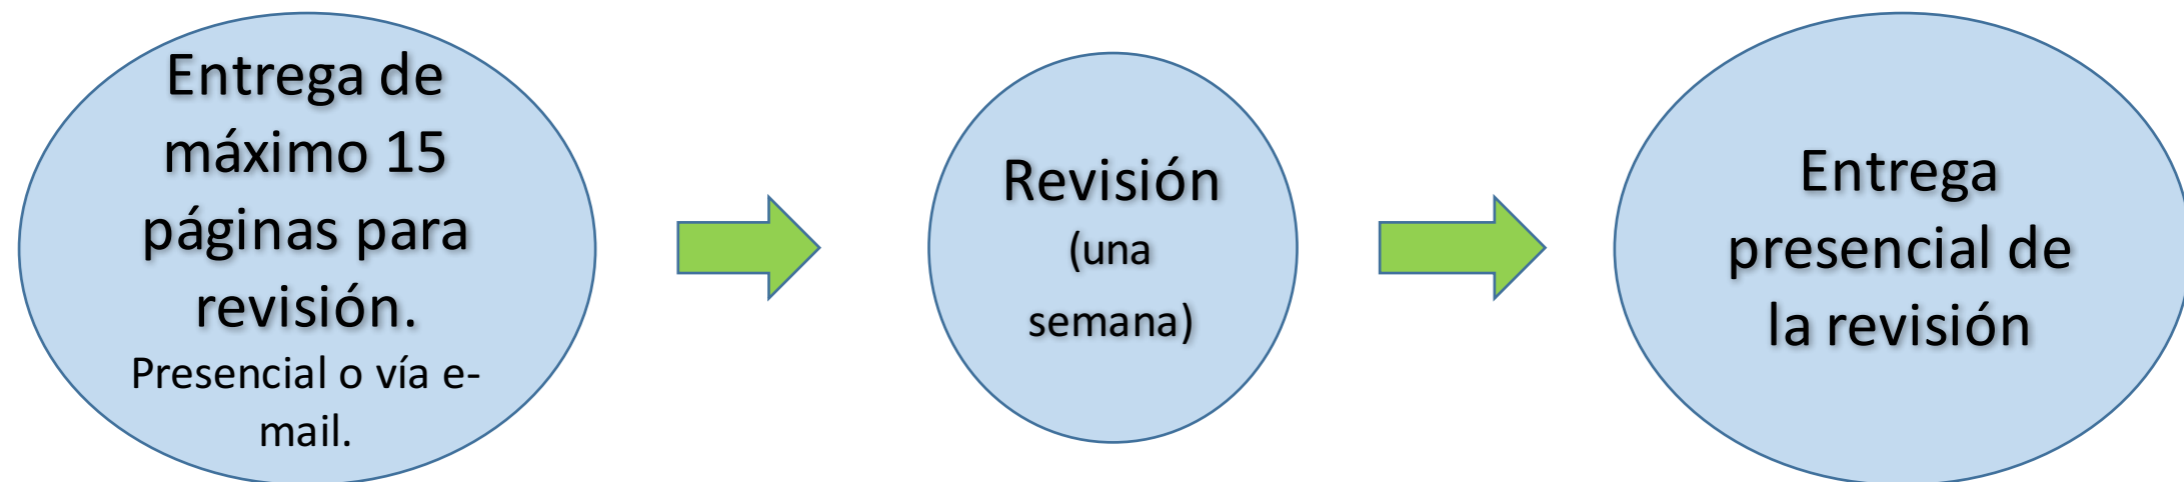 Entrega de
máximo 15
páginas para
revisión.
Presencial o vía e-
mail.
Revisión
(una
semana)
Entrega
presencial de
la revisión